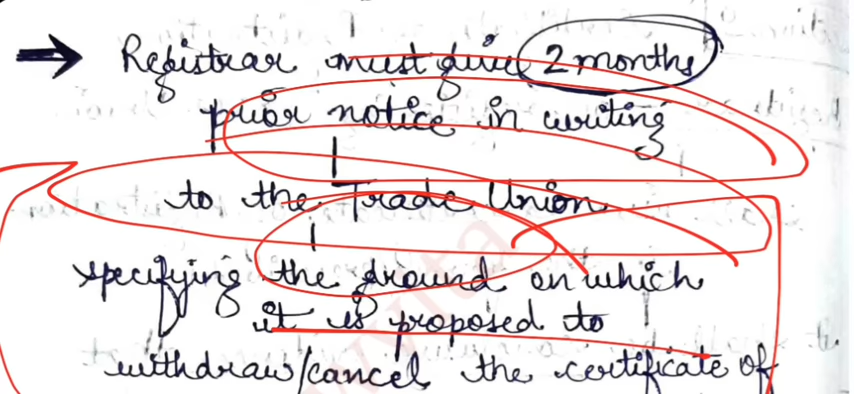 → Registrar must give 2 months
prior notice in writing
to the Trade Union
specifying the ground on which
it is proposed to
withdraw/cancel the certificate of